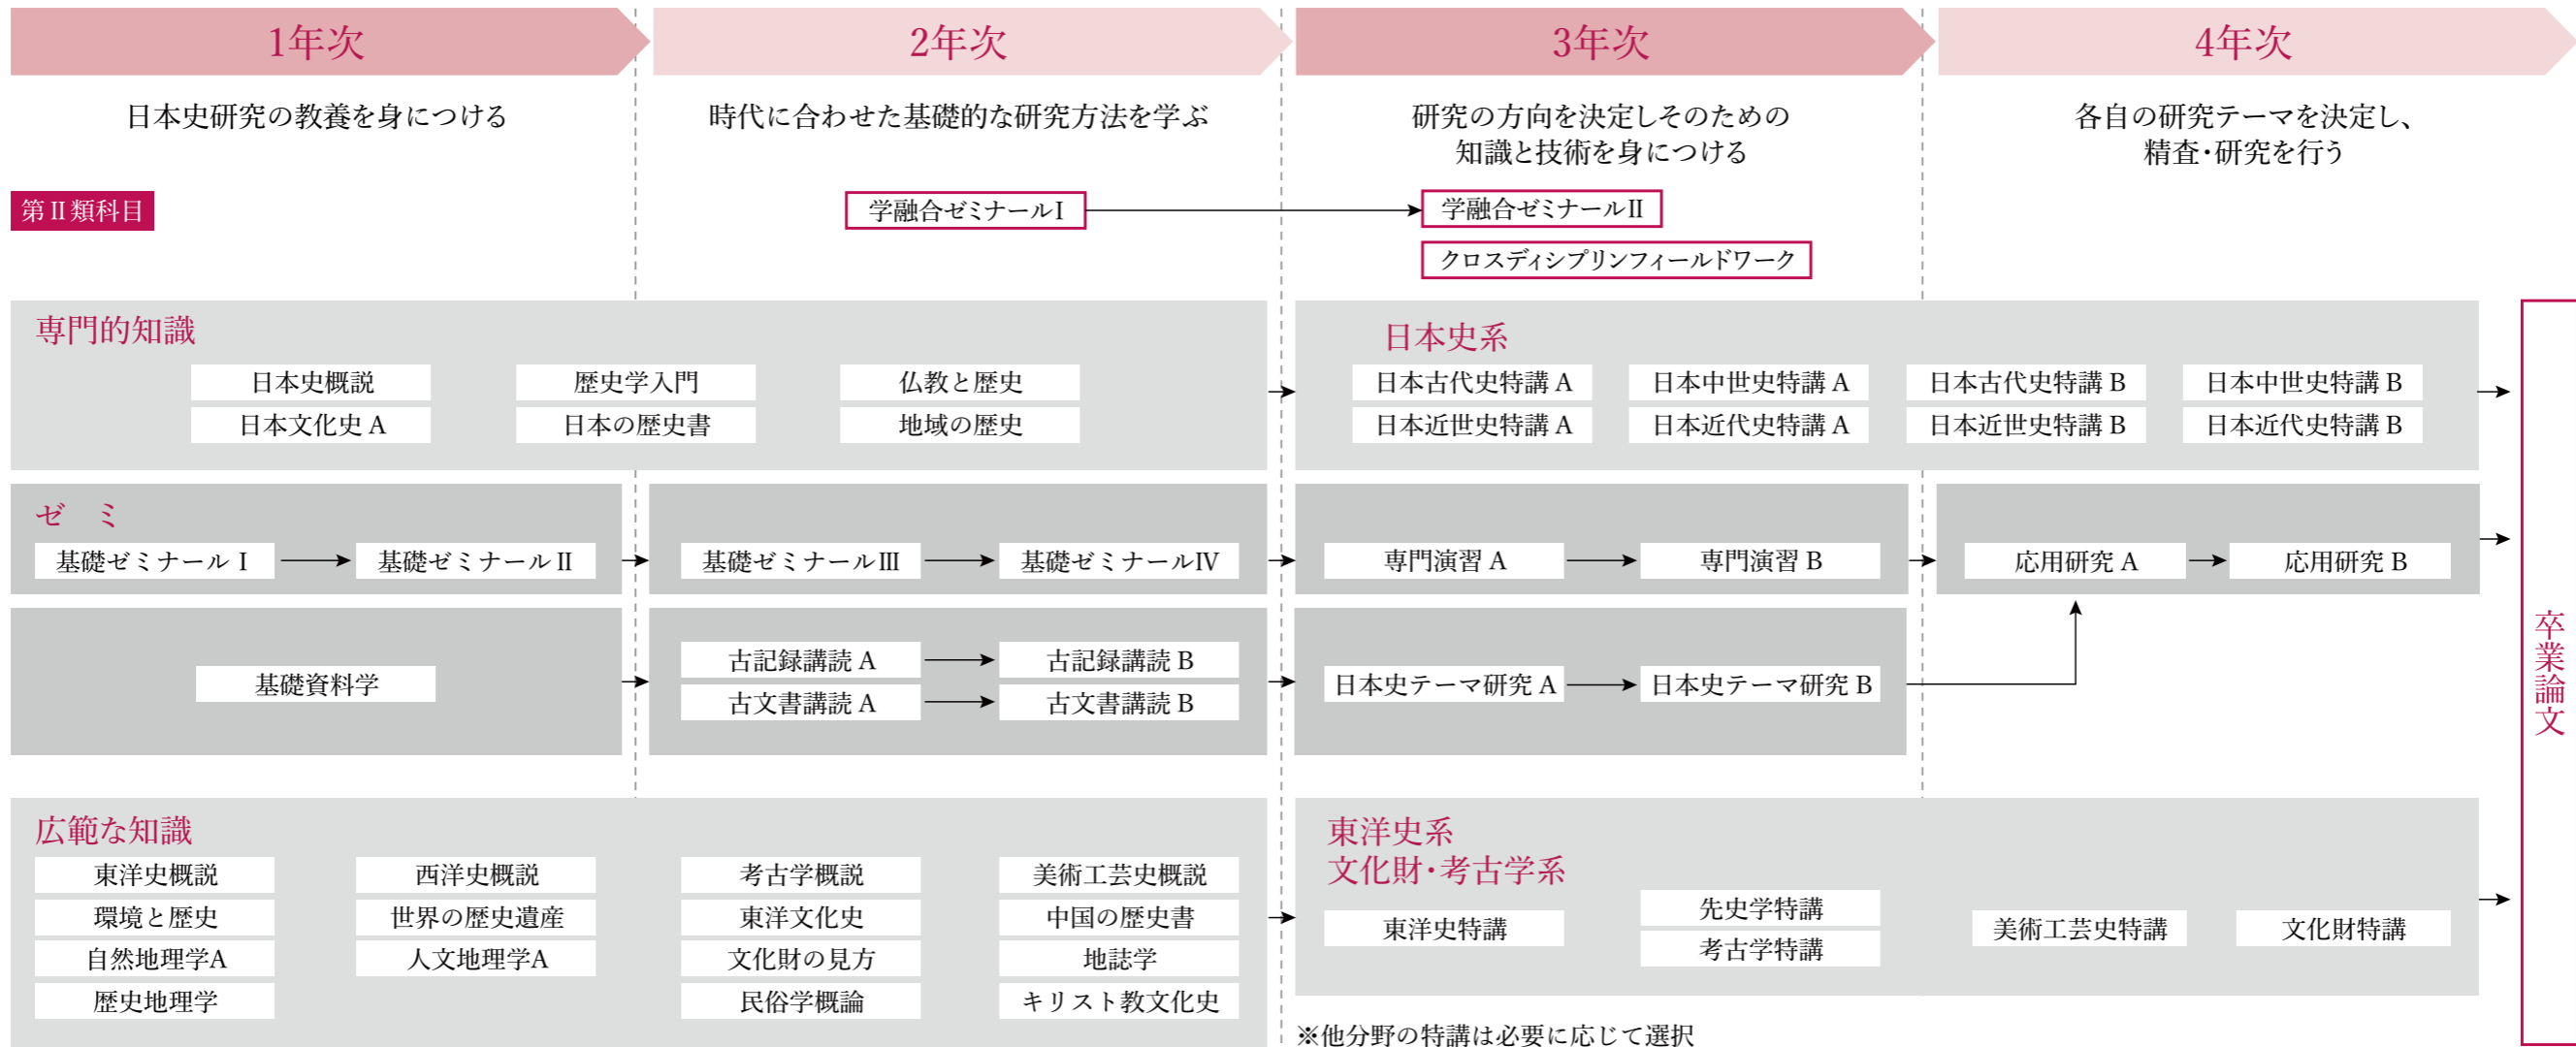 1年次
2年次
3年次
4年次
日本史研究の教養を身につける
時代に合わせた基礎的な研究方法を学ぶ
研究の方向を決定しそのための
知識と技術を身につける
各自の研究テーマを決定し、
精査・研究を行う
第Ⅱ類科目
学融合ゼミナールⅠ
学融合ゼミナールⅡ
クロスディシプリンフィールドワーク
専門的知識
日本史概説
歴史学入門
仏教と歴史
日本文化史 A
日本の歴史書
地域の歴史
日本史系
日本古代史特講 A
日本中世史特講 A
日本古代史特講 B
日本中世史特講 B
日本近世史特講 A
日本近代史特講 A
日本近世史特講 B
日本近代史特講 B
ゼ ミ
基礎ゼミナール Ⅰ
基礎ゼミナール Ⅱ
基礎ゼミナールⅢ
基礎ゼミナールⅣ
専門演習 A
専門演習 B
応用研究 A
応用研究 B
基礎資料学
古記録講読 A
古記録講読 B
古文書講読 A
古文書講読 B
日本史テーマ研究 A
日本史テーマ研究 B
広範な知識
東洋史概説
西洋史概説
考古学概説
美術工芸史概説
環境と歴史
世界の歴史遺産
東洋文化史
中国の歴史書
自然地理学A
人文地理学A
文化財の見方
地誌学
歴史地理学
民俗学概論
キリスト教文化史
東洋史系
文化財・考古学系
東洋史特講
先史学特講
考古学特講
美術工芸史特講
文化財特講
※他分野の特講は必要に応じて選択
卒業論文